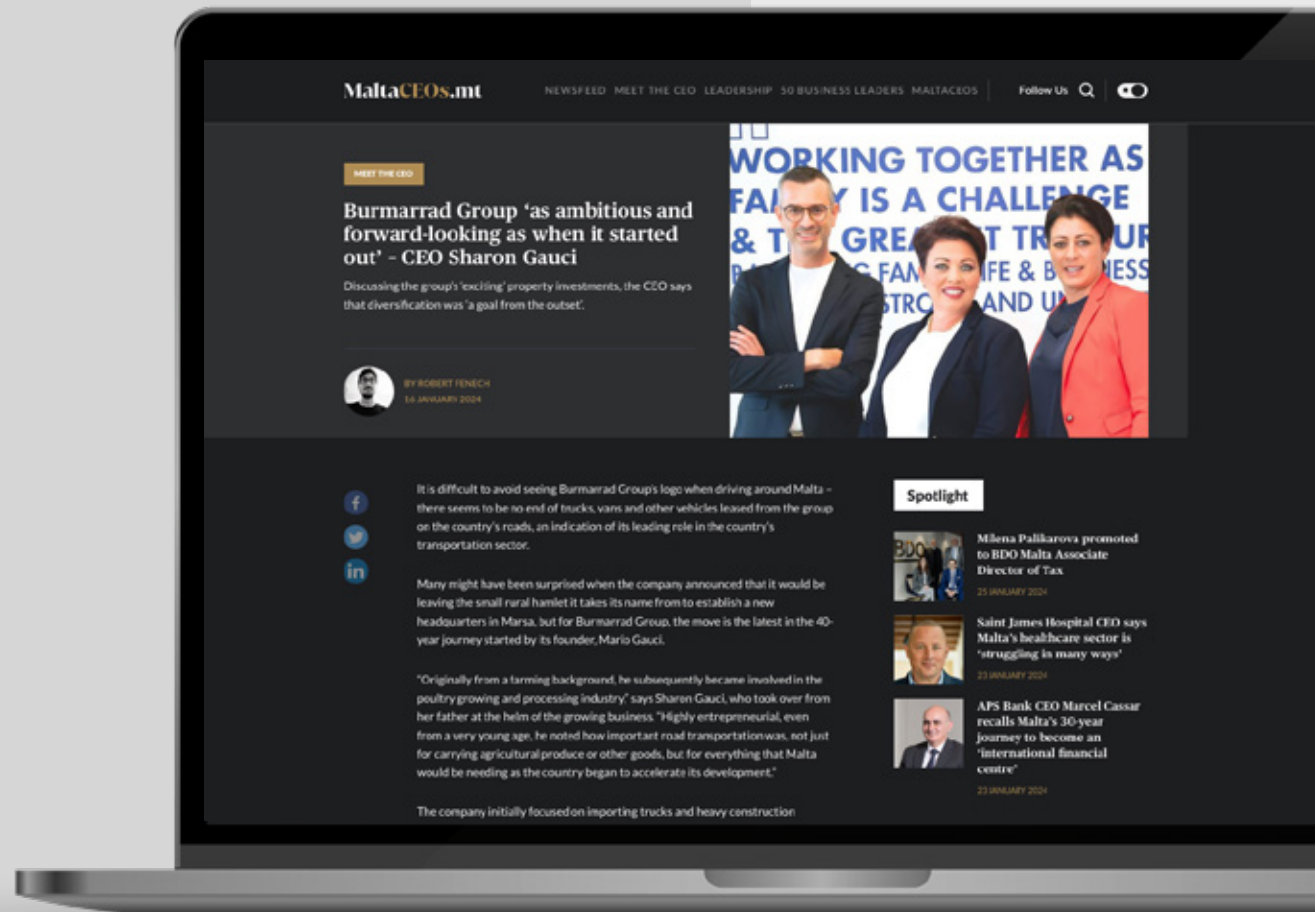 MaltaCEOs.mt
NEWSFEED MEET THE CEO LEADERSHIP 50 BUSINESS LEADERS MALTACEOS
Follow Us
MEET THE CEO
Burmarrad Group ‘as ambitious and
forward-looking as when it started
out’ – CEO Sharon Gauci
Discussing the group's 'exciting' property investments, the CEO says
that diversification was 'a goal from the outset'.
BY ROBERT FENECH
16 JANUARY 2024
WORKING TOGETHER AS
IS A CHALLENGE
&
FE & B
AND
It is difficult to avoid seeing Burmarrad Group's logo when driving around Malta –
there seems to be no end of trucks, vans and other vehicles leased from the group
on the country's roads, an indication of its leading role in the country's
transportation sector.
Many might have been surprised when the company announced that it would be
leaving the small rural hamlet it takes its name from to establish a new
headquarters in Marsa, but for Burmarrad Group, the move is the latest in the 40-
year journey started by its founder, Mario Gauci.
"Originally from a farming background, he subsequently became involved in the
poultry growing and processing industry," says Sharon Gauci, who took over from
her father at the helm of the growing business. "Highly entrepreneurial, even
from a very young age, he noted how important road transportation was, not just
for carrying agricultural produce or other goods, but for everything that Malta
would be needing as the country began to accelerate its development."
The company initially focused on importing trucks and heavy construction
Spotlight
BDO
Milena Palikarova promoted
to BDO Malta Associate
Director of Tax
25 JANUARY 2024
Saint James Hospital CEO says
Malta's healthcare sector is
'struggling in many ways'
23 JANUARY 2024
APS Bank CEO Marcel Cassar
recalls Malta's 30-year
journey to become an
'international financial
centre'
23 JANUARY 2024